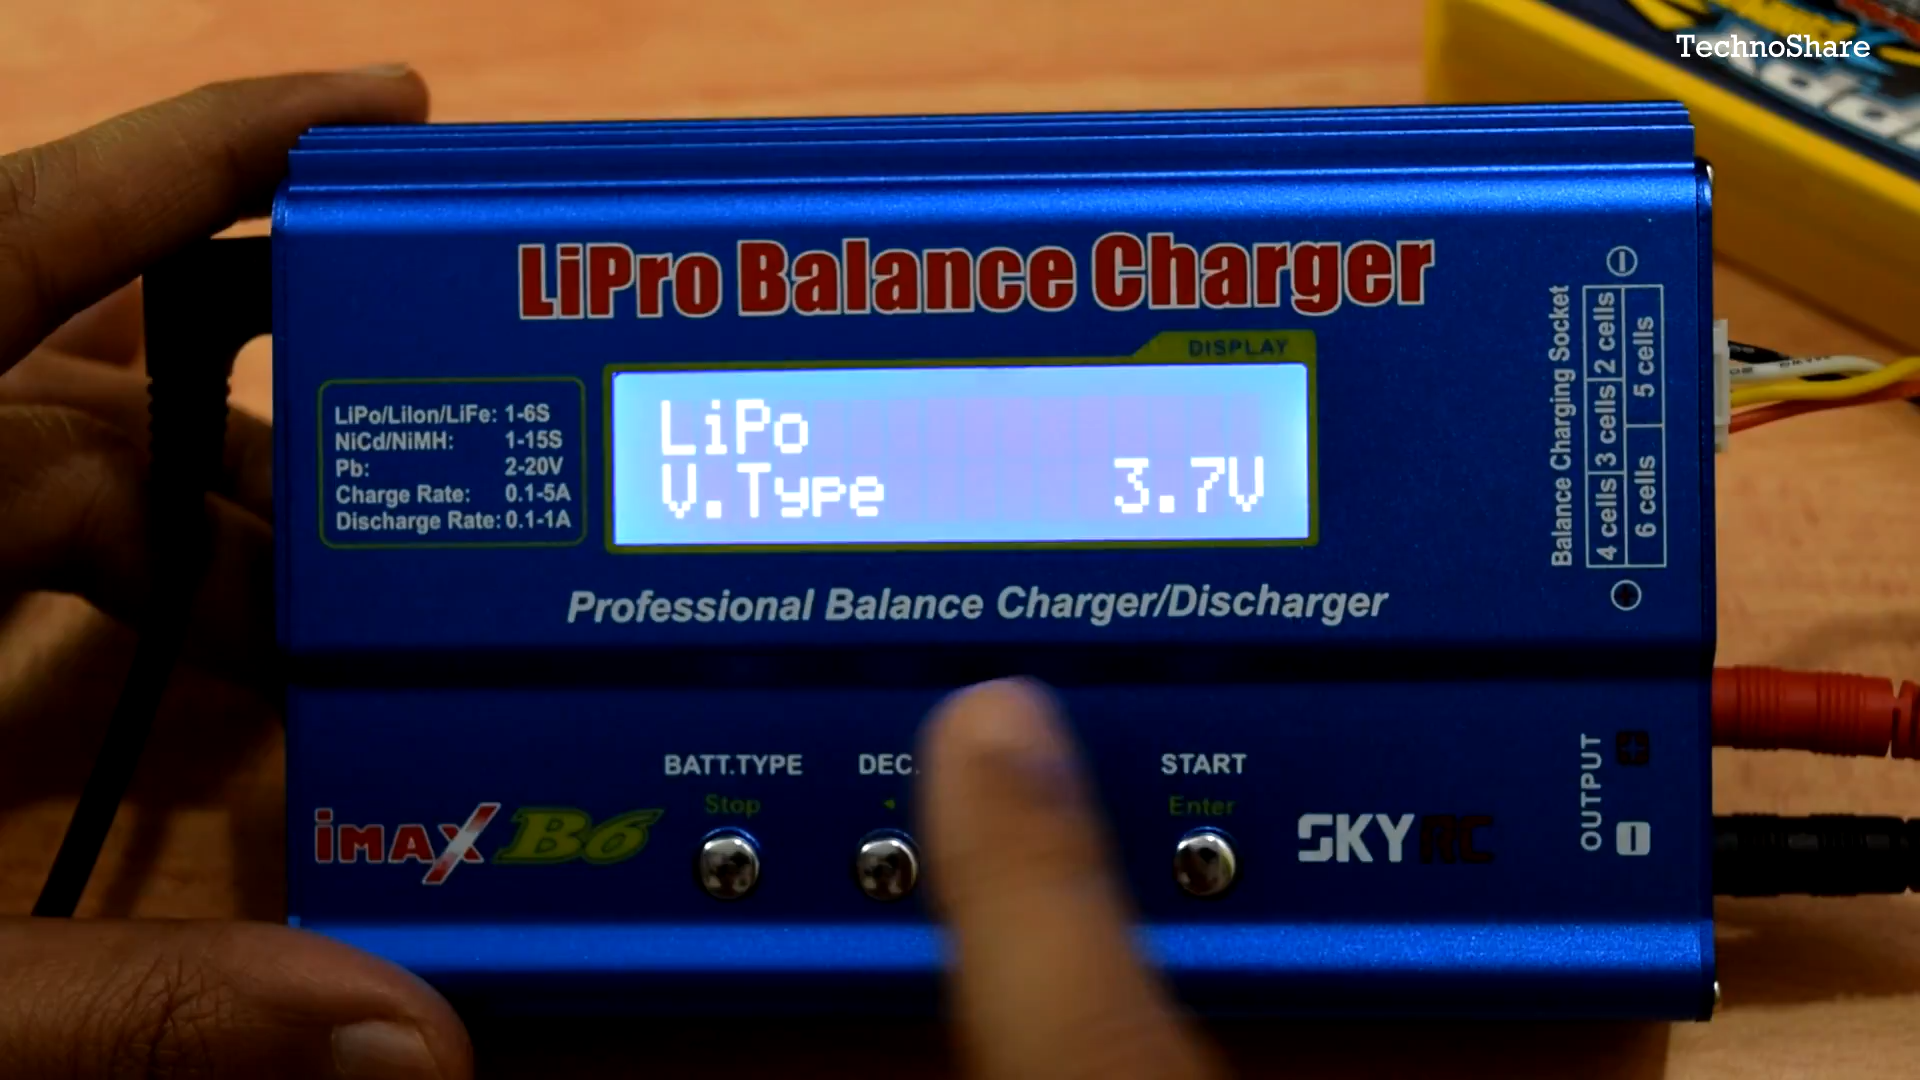 TechnoShare
LiPro Balance Charger
DISPLAY
LiPo/LiIon/LiFe: 1-6S
NiCd/NiMH: 1-15S
Pb: 2-20V
Charge Rate: 0.1-5A
Discharge Rate: 0.1-1A
LiPo
V.Type 3.7V
Professional Balance Charger/Discharger
Balance Charging Socket
4 cells 3 cells 2 cells
6 cells 5 cells
BATT.TYPE DEC. START
Stop Enter
iMAX B6
SKYRC
OUTPUT